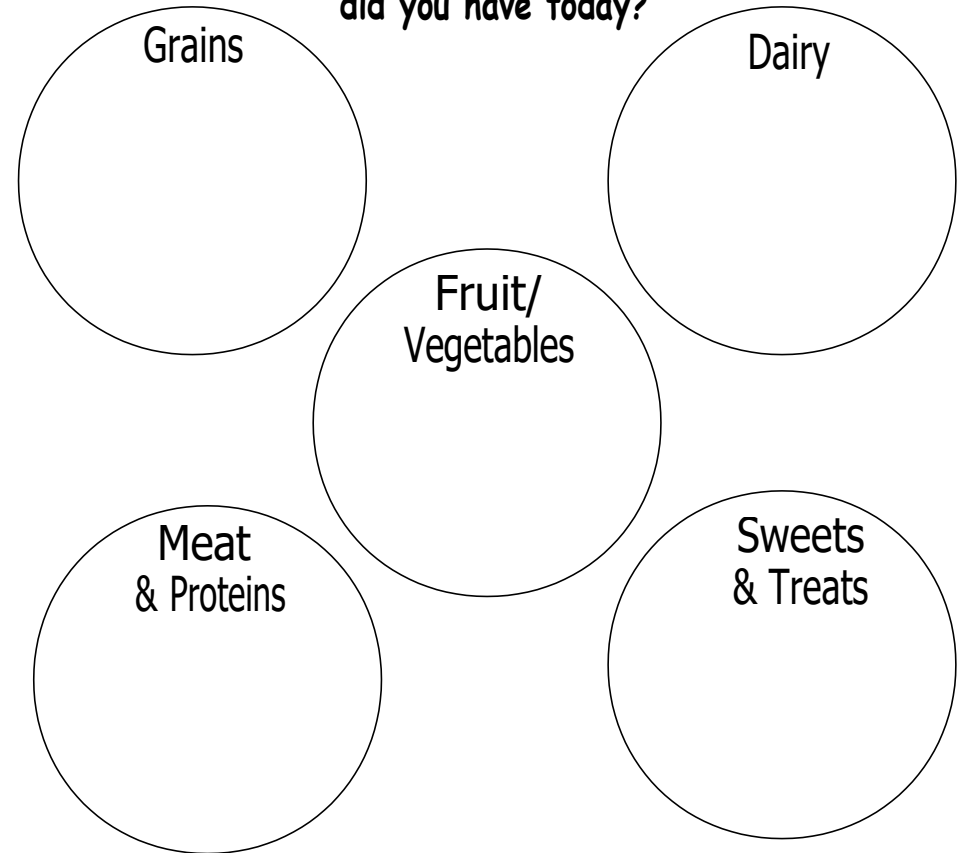 did you have today?
Grains
Dairy
Fruit/
Vegetables
Meat
& Proteins
Sweets
& Treats